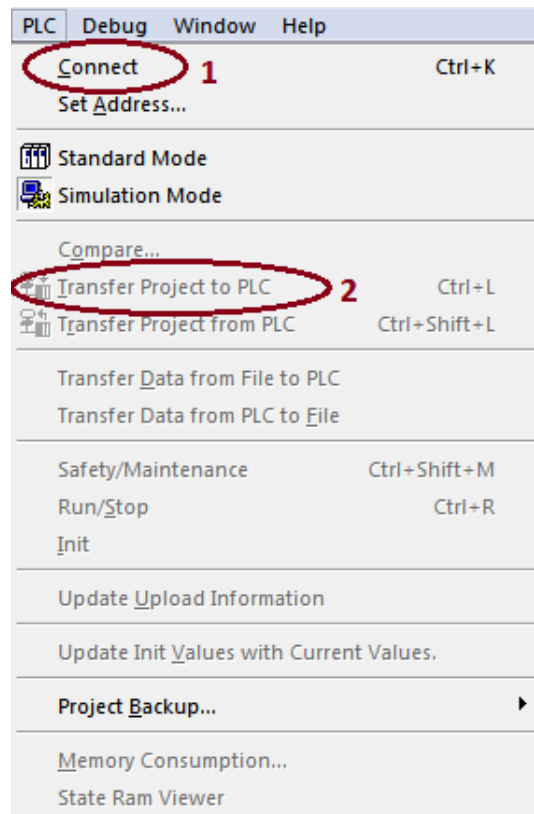 PLC Debug Window Help
Connect 1 Ctrl+K
Set Address...
Standard Mode
Simulation Mode
Compare...
Transfer Project to PLC 2 Ctrl+L
Transfer Project from PLC Ctrl+Shift+L
Transfer Data from File to PLC
Transfer Data from PLC to File
Safety/Maintenance Ctrl+Shift+M
Run/Stop Ctrl+R
Init
Update Upload Information
Update Init Values with Current Values.
Project Backup...
Memory Consumption...
State Ram Viewer